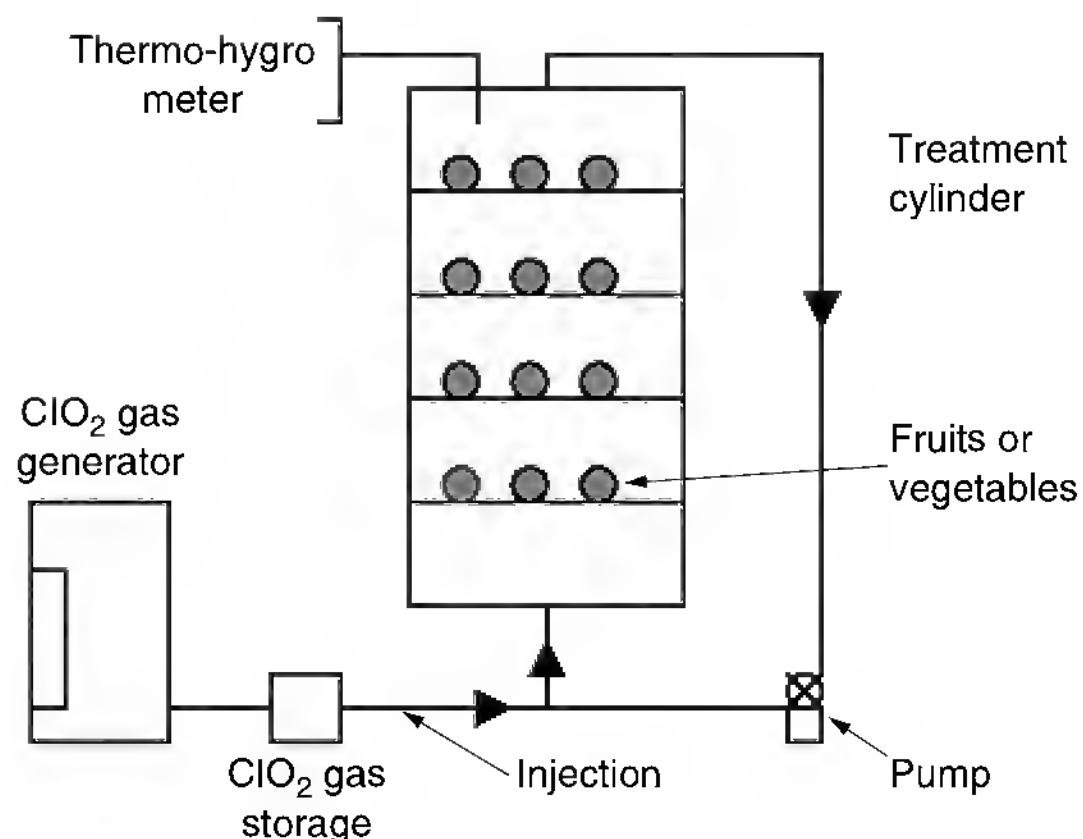 Thermo-hygro
meter
Treatment
cylinder
ClO₂ gas
generator
Fruits or
vegetables
ClO₂ gas
storage
Injection
Pump